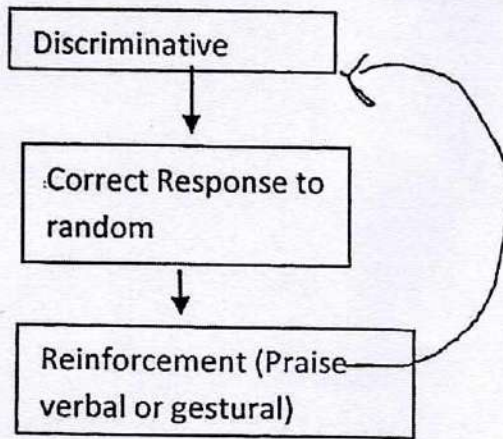 Discriminative
Correct Response to
random
Reinforcement (Praise
verbal or gestural)